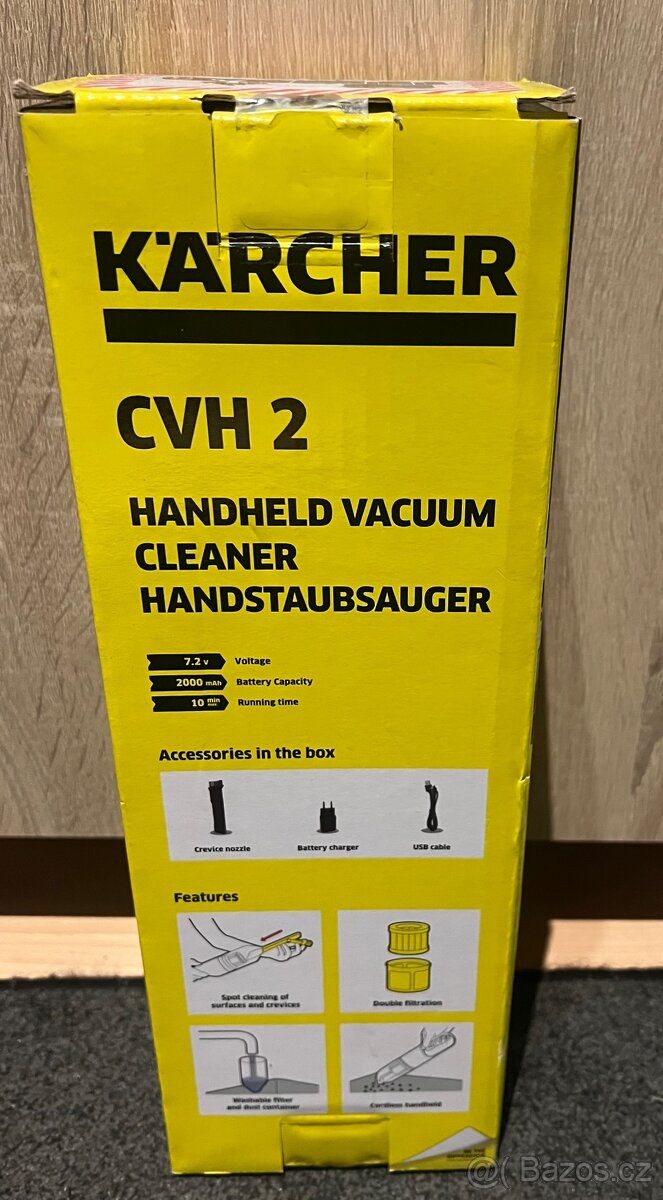 KÄRCHER
CVH 2
HANDHELD VACUUM
CLEANER
HANDSTAUBSAUGER
7.2 V Voltage
2000 mAh Battery Capacity
10 min max. Running time
Accessories in the box
Crevice nozzle
Battery charger
USB cable
Features
Spot cleaning of
surfaces and crevices
Double filtration
Washable filter
and dust container
Cordless handheld
@( Bazos.cz